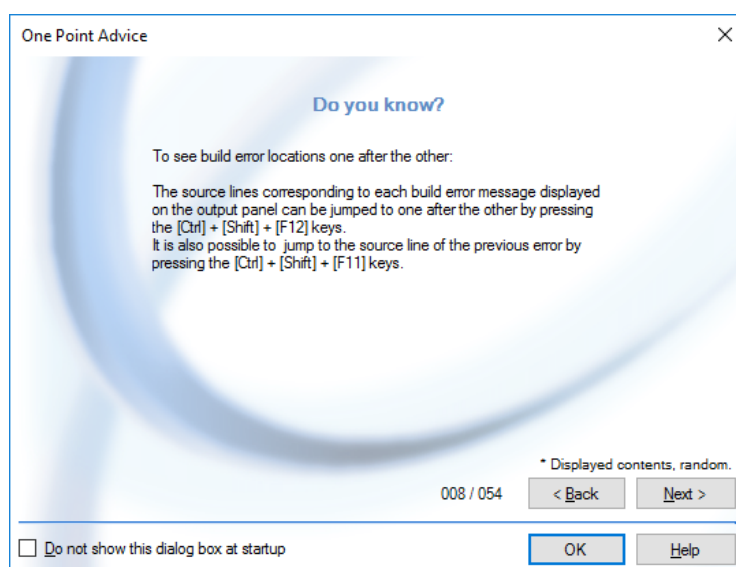 One Point Advice
Do you know?
To see build error locations one after the other:
The source lines corresponding to each build error message displayed
on the output panel can be jumped to one after the other by pressing
the [Ctrl] + [Shift] + [F12] keys.
It is also possible to  jump to the source line of the previous error by
pressing the [Ctrl] + [Shift] + [F11] keys.
* Displayed contents, random.
008 / 054
< Back
Next >
Do not show this dialog box at startup
OK
Help